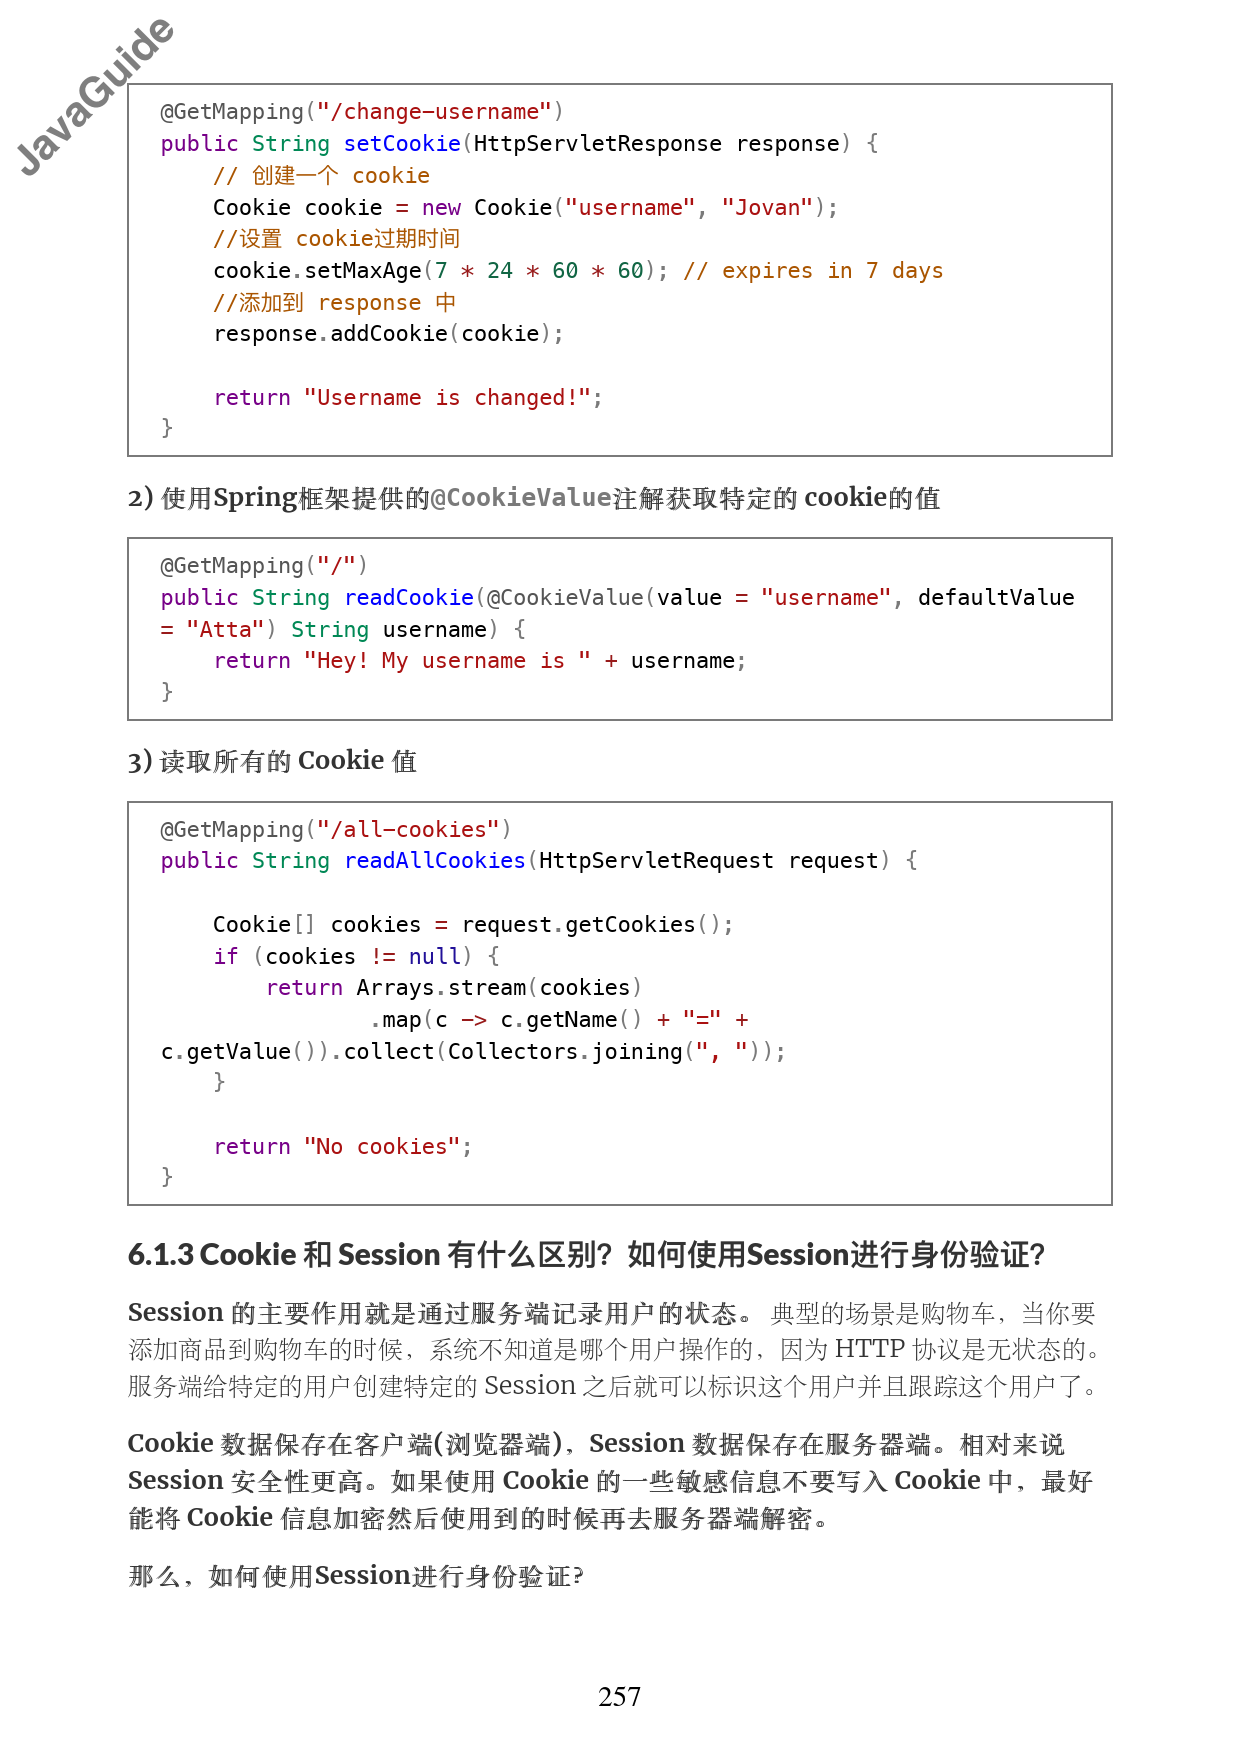 JavaGuide
@GetMapping("/change-username")
public String setCookie(HttpServletResponse response) {
    // 创建一个 cookie
    Cookie cookie = new Cookie("username", "Jovan");
    //设置 cookie过期时间
    cookie.setMaxAge(7 * 24 * 60 * 60); // expires in 7 days
    //添加到 response 中
    response.addCookie(cookie);
    return "Username is changed!";
}
2) 使用Spring框架提供的@CookieValue注解获取特定的 cookie的值
@GetMapping("/")
public String readCookie(@CookieValue(value = "username", defaultValue
= "Atta") String username) {
    return "Hey! My username is " + username;
}
3) 读取所有的 Cookie 值
@GetMapping("/all-cookies")
public String readAllCookies(HttpServletRequest request) {
    Cookie[] cookies = request.getCookies();
    if (cookies != null) {
        return Arrays.stream(cookies)
                .map(c -> c.getName() + "=" +
c.getValue()).collect(Collectors.joining(", "));
    }
    return "No cookies";
}
6.1.3 Cookie 和 Session 有什么区别？如何使用Session进行身份验证？
Session 的主要作用就是通过服务端记录用户的状态。 典型的场景是购物车，当你要
添加商品到购物车的时候，系统不知道是哪个用户操作的，因为 HTTP 协议是无状态的。
服务端给特定的用户创建特定的 Session 之后就可以标识这个用户并且跟踪这个用户了。
Cookie 数据保存在客户端(浏览器端)，Session 数据保存在服务器端。相对来说
Session 安全性更高。如果使用 Cookie 的一些敏感信息不要写入 Cookie 中，最好
能将 Cookie 信息加密然后使用到的时候再去服务器端解密。
那么，如何使用Session进行身份验证？
257